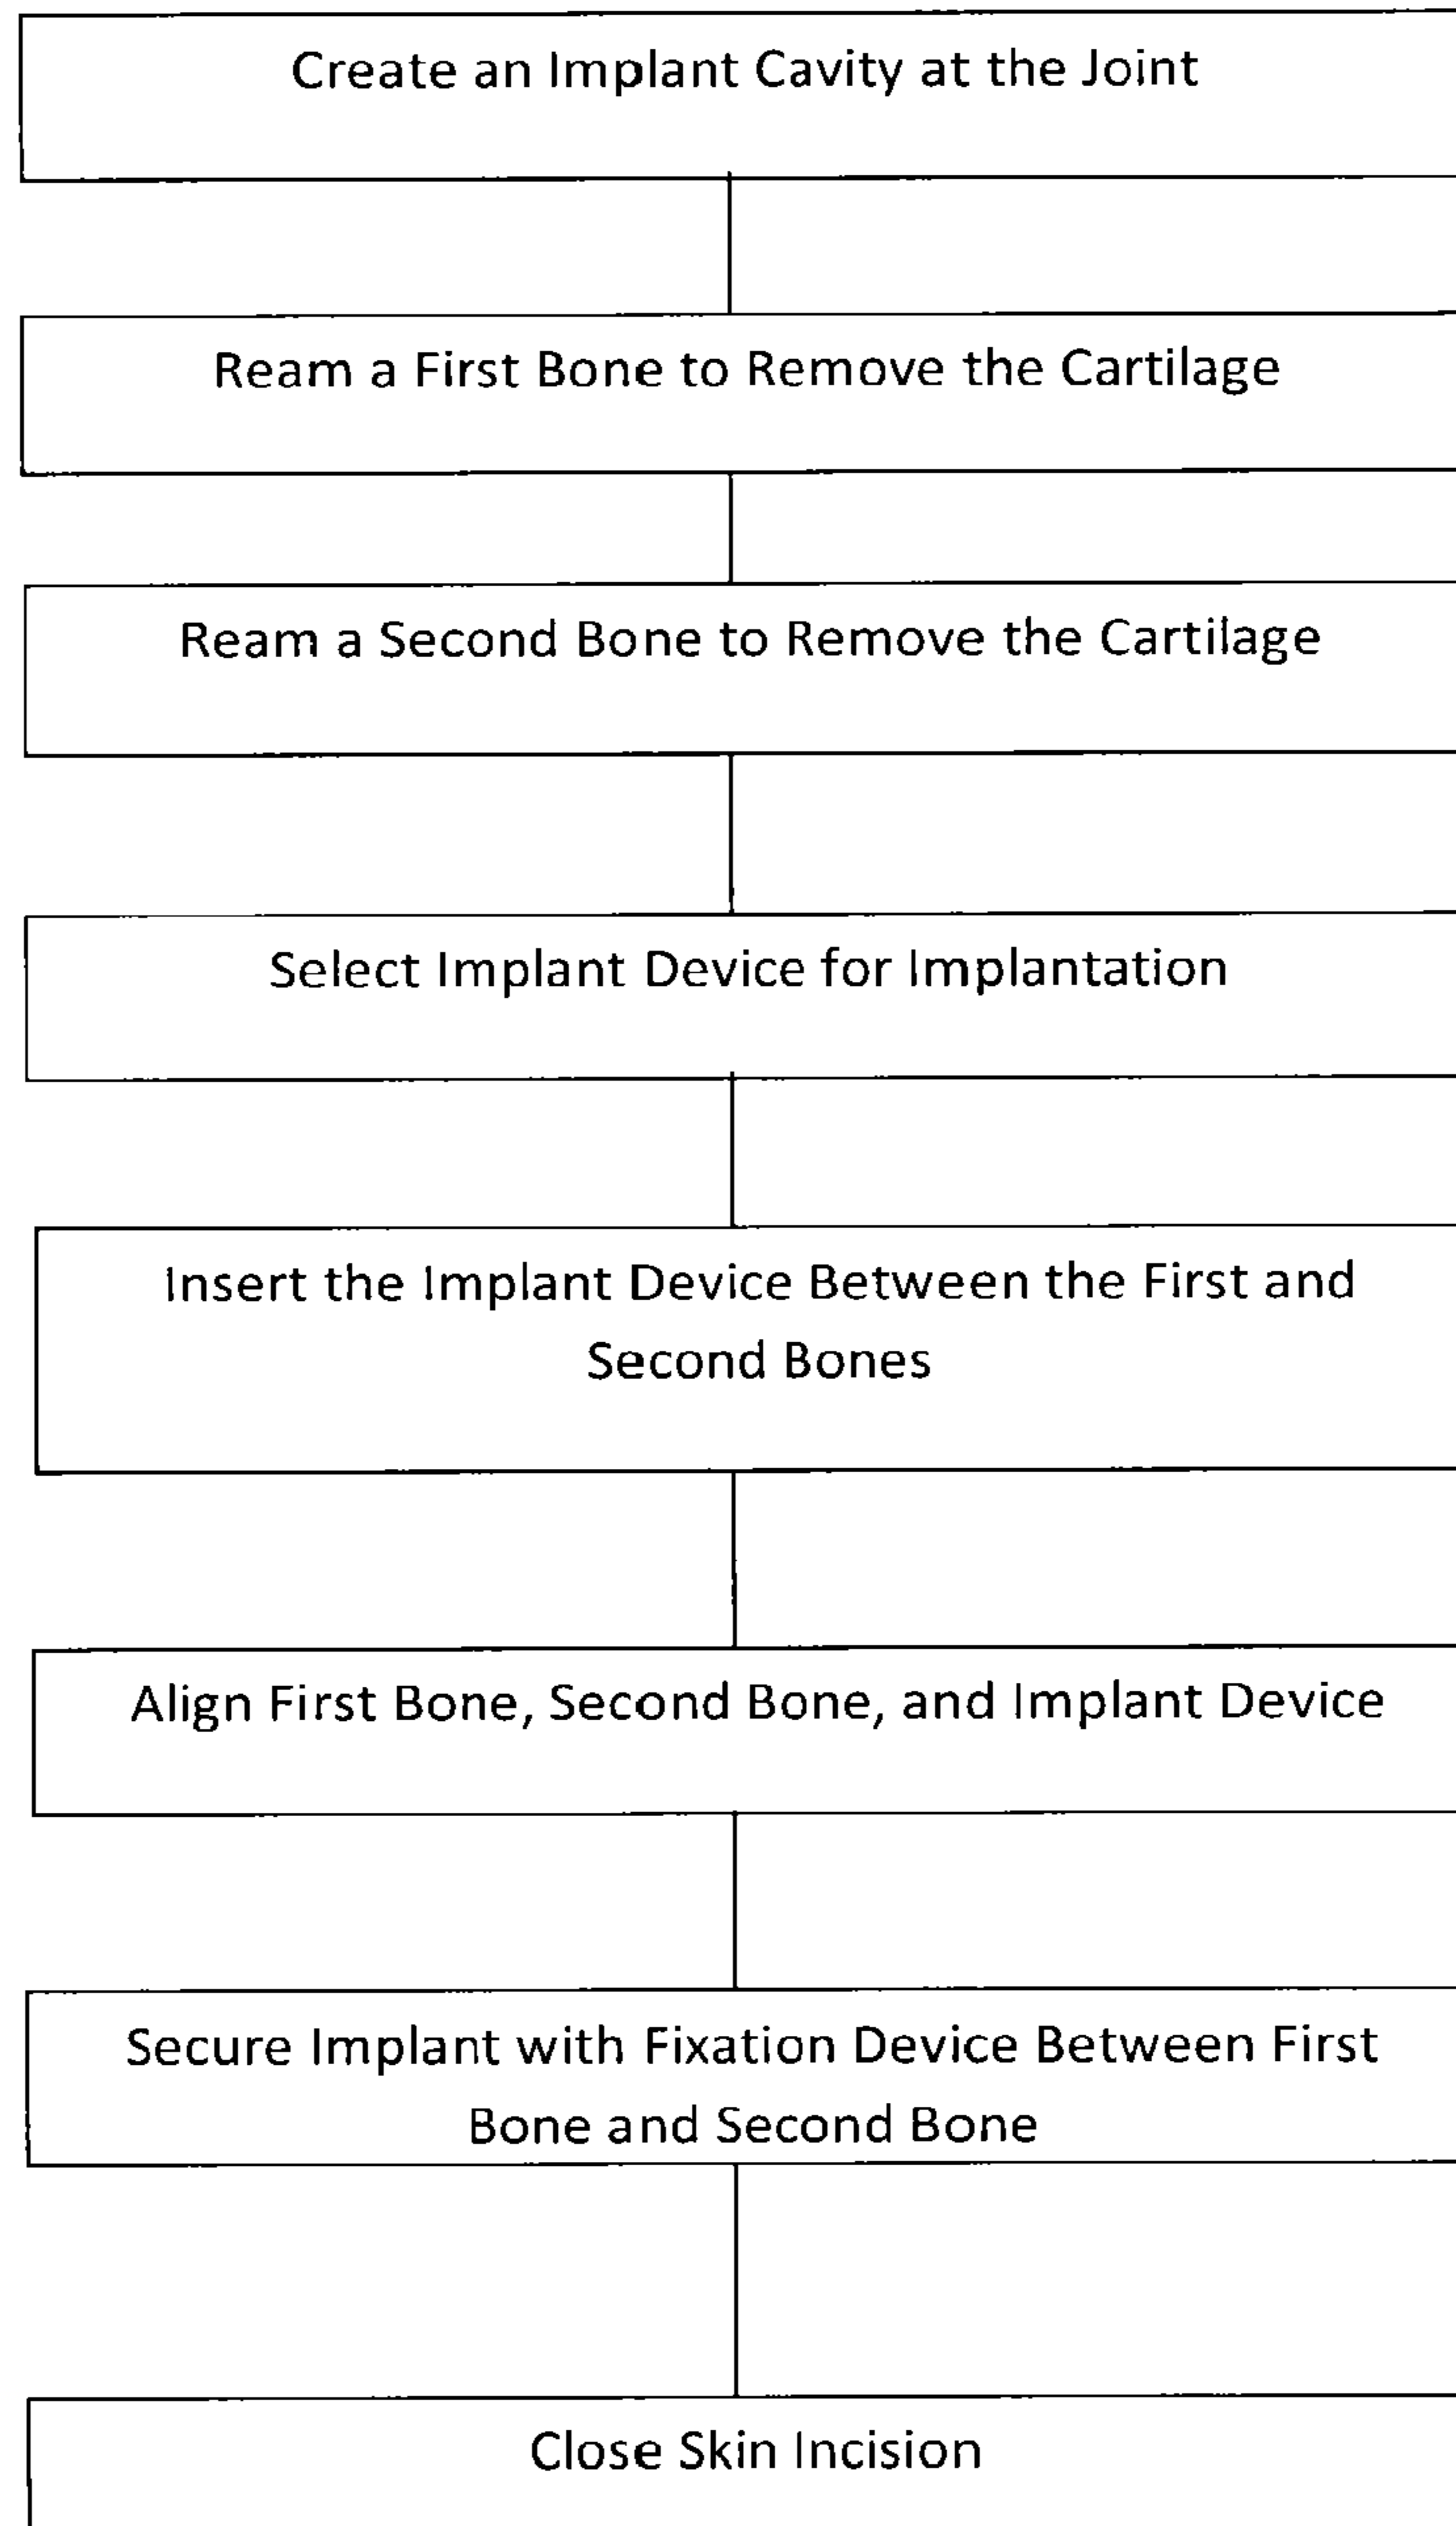 Create an Implant Cavity at the Joint
Ream a First Bone to Remove the Cartilage
Ream a Second Bone to Remove the Cartilage
Select Implant Device for Implantation
Insert the Implant Device Between the First and
Second Bones
Align First Bone, Second Bone, and Implant Device
Secure Implant with Fixation Device Between First
Bone and Second Bone
Close Skin Incision